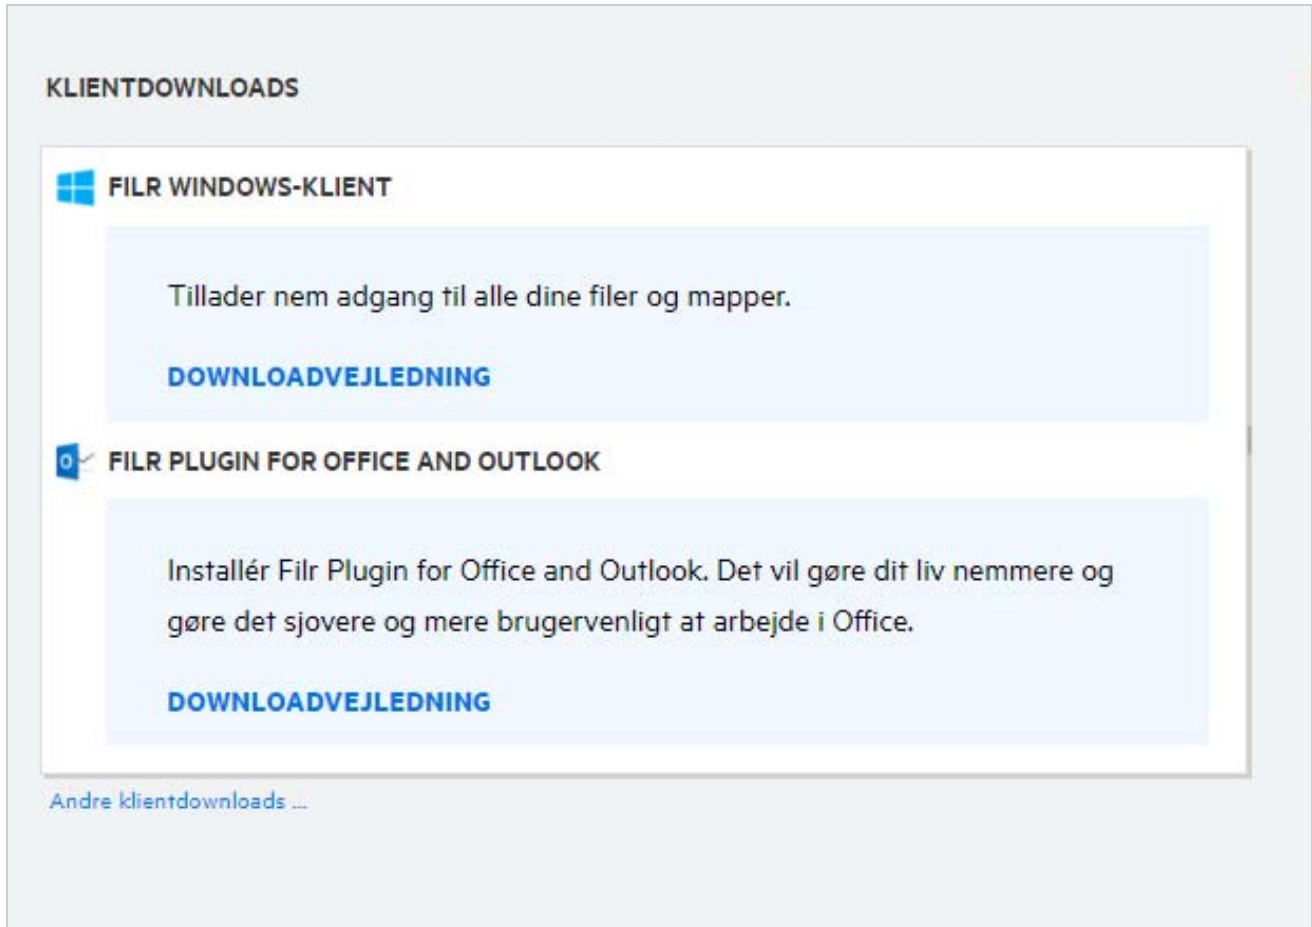 KLIENTDOWNLOADS
FILR WINDOWS-KLIENT
Tillader nem adgang til alle dine filer og mapper.
DOWNLOADVEJLEDNING
FILR PLUGIN FOR OFFICE AND OUTLOOK
Installér Filr Plugin for Office and Outlook. Det vil gøre dit liv nemmere og
gøre det sjovere og mere brugervenligt at arbejde i Office.
DOWNLOADVEJLEDNING
Andre klientdownloads ...